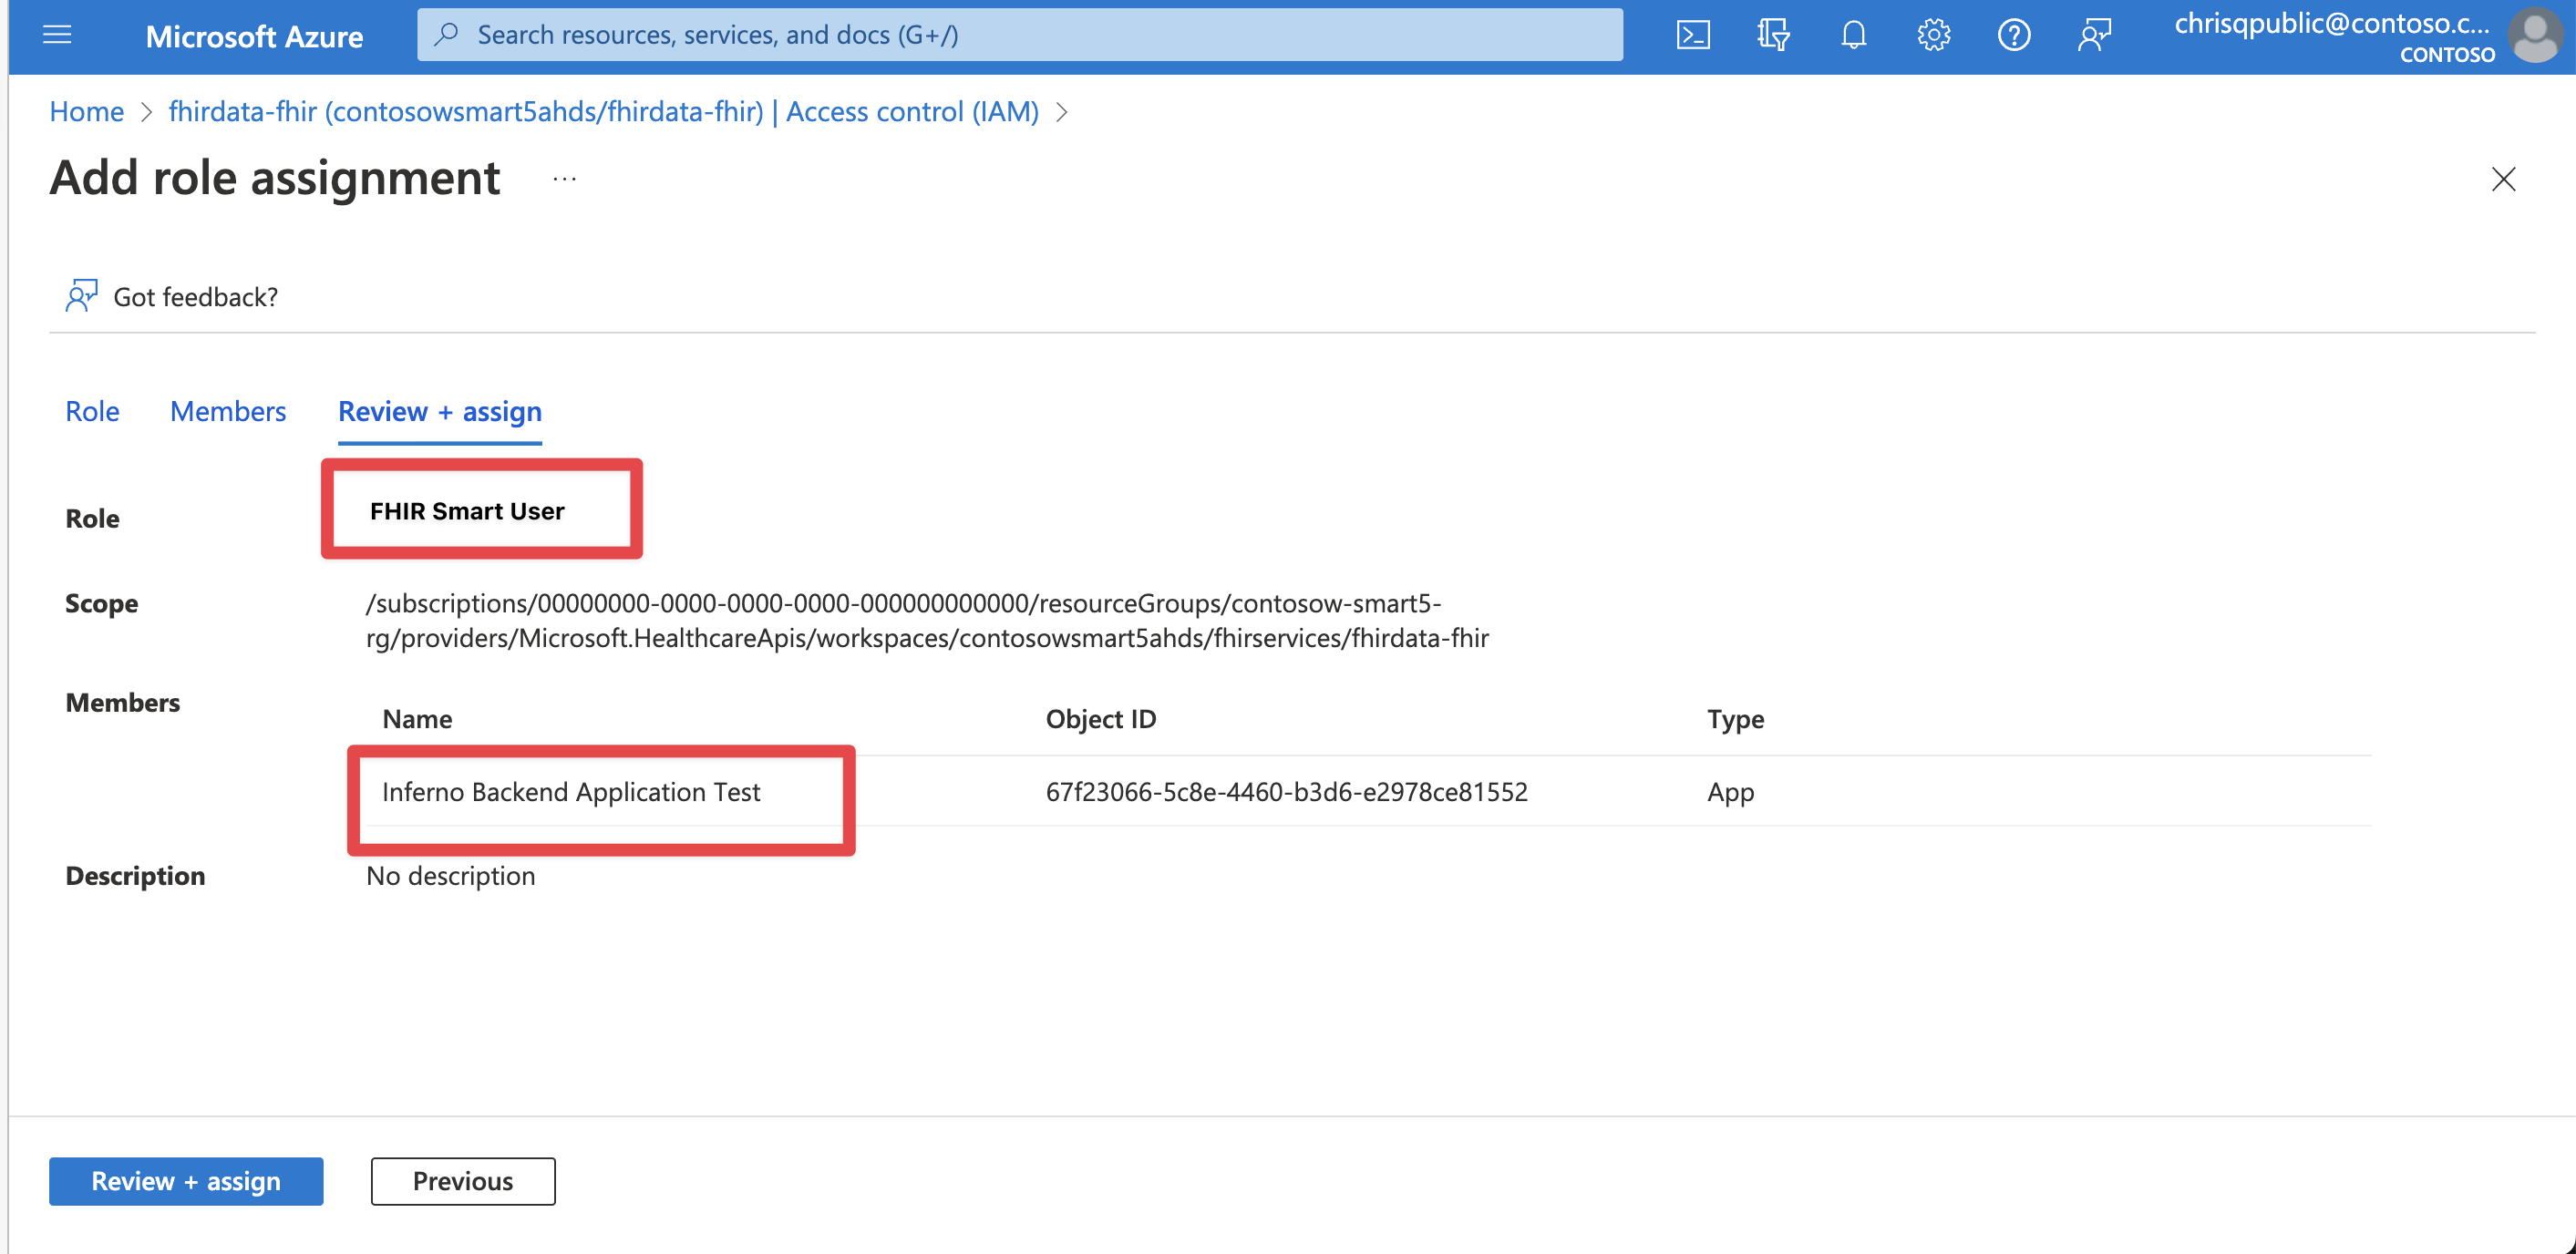 Microsoft Azure
Search resources, services, and docs (G+/)
chrisqpublic@contoso.c...
CONTOSO
Home > fhirdata-fhir (contosowsmart5ahds/fhirdata-fhir) | Access control (IAM) >
Add role assignment ...
Got feedback?
Role Members Review + assign
Role FHIR Smart User
Scope /subscriptions/00000000-0000-0000-0000-000000000000/resourceGroups/contosow-smart5-
rg/providers/Microsoft.HealthcareApis/workspaces/contosowsmart5ahds/fhirservices/fhirdata-fhir
Members
Name Object ID Type
Inferno Backend Application Test 67f23066-5c8e-4460-b3d6-e2978ce81552 App
Description No description
Review + assign Previous